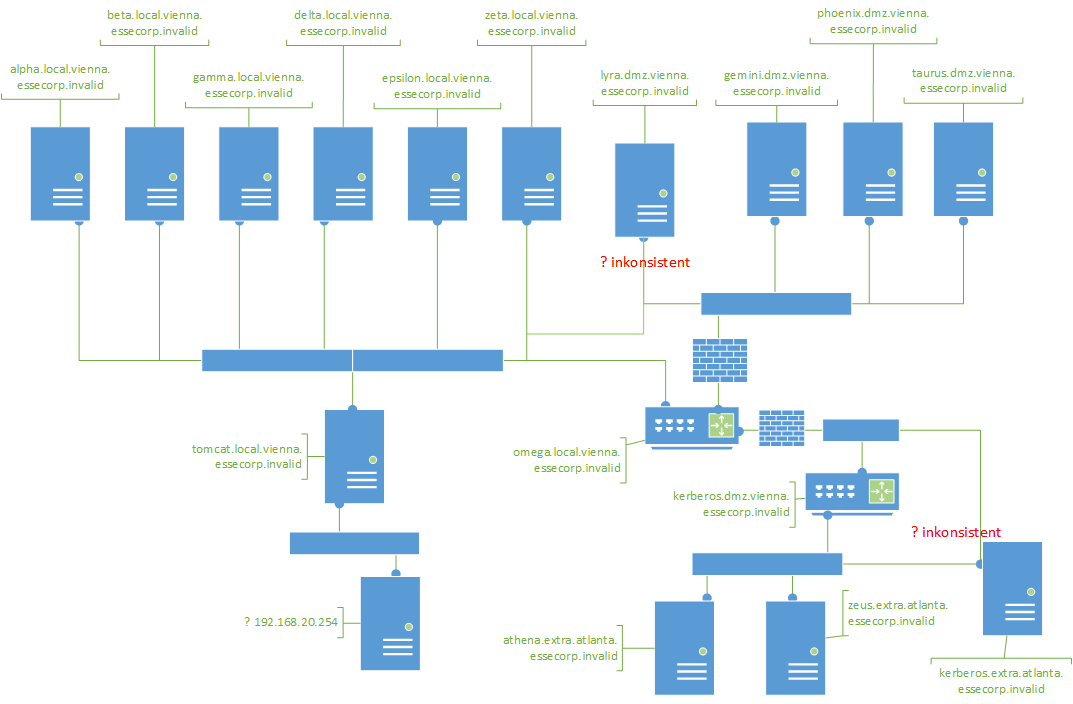 beta.local.vienna.
essecorp.invalid
delta.local.vienna.
essecorp.invalid
zeta.local.vienna.
essecorp.invalid
phoenix.dmz.vienna.
essecorp.invalid
alpha.local.vienna.
essecorp.invalid
gamma.local.vienna.
essecorp.invalid
epsilon.local.vienna.
essecorp.invalid
lyra.dmz.vienna.
essecorp.invalid
gemini.dmz.vienna.
essecorp.invalid
taurus.dmz.vienna.
essecorp.invalid
? inkonsistent
tomcat.local.vienna.
essecorp.invalid
omega.local.vienna.
essecorp.invalid
kerberos.dmz.vienna.
essecorp.invalid
? inkonsistent
? 192.168.20.254
athena.extra.atlanta.
essecorp.invalid
zeus.extra.atlanta.
essecorp.invalid
kerberos.extra.atlanta.
essecorp.invalid